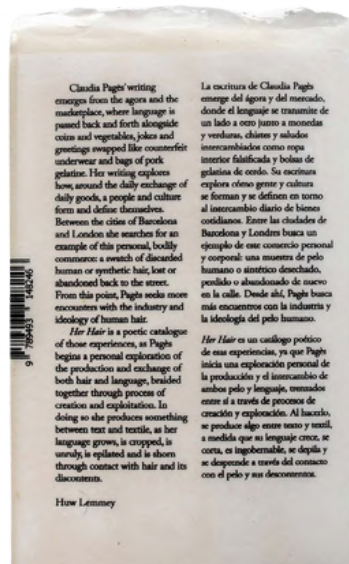 Claudia Pagès' writing
emerges from the agora and the
marketplace, where language is
passed back and forth alongside
coins and vegetables, jokes and
greetings swapped like counterfeit
underwear and bags of pork
gelatine. Her writing explores
how, around the daily exchange of
daily goods, a people and culture
form and define themselves.
Between the cities of Barcelona
and London she searches for an
example of this personal, bodily
commerce: a swatch of discarded
human or synthetic hair, lost or
abandoned back to the street.
From this point, Pagès seeks more
encounters with the industry and
ideology of human hair.
Her Hair is a poetic catalogue
of those experiences, as Pagès
begins a personal exploration of
the production and exchange of
both hair and language, braided
together through process of
creation and exploitation. In
doing so she produces something
between text and textile, as her
language grows, is cropped, is
unruly, is epilated and is shorn
through contact with hair and its
discontents.
Huw Lemmey
La escritura de Claudia Pagès
emerge del ágora y del mercado,
donde el lenguaje se transmite de
un lado a otro junto a monedas
y verduras, chistes y saludos
intercambiados como ropa
interior falsificada y bolsas de
gelatina de cerdo. Su escritura
explora cómo gente y cultura
se forman y se definen en torno
al intercambio diario de bienes
cotidianos. Entre las ciudades de
Barcelona y Londres busca un
ejemplo de este comercio personal
y corporal: una muestra de pelo
humano o sintético desechado,
perdido o abandonado de nuevo
en la calle. Desde ahí, Pagès busca
más encuentros con la industria y
la ideología del pelo humano.
Her Hair es un catálogo poético
de esas experiencias, ya que Pagès
inicia una exploración personal de
la producción y el intercambio de
ambos pelo y lenguaje, trenzados
entre sí a través de procesos de
creación y exploración. Al hacerlo,
se produce algo entre texto y textil,
a medida que su lenguaje crece, se
corta, es ingobernable, se depila y
se desprende a través del contacto
con el pelo y sus descontentos.
9 789493 148246